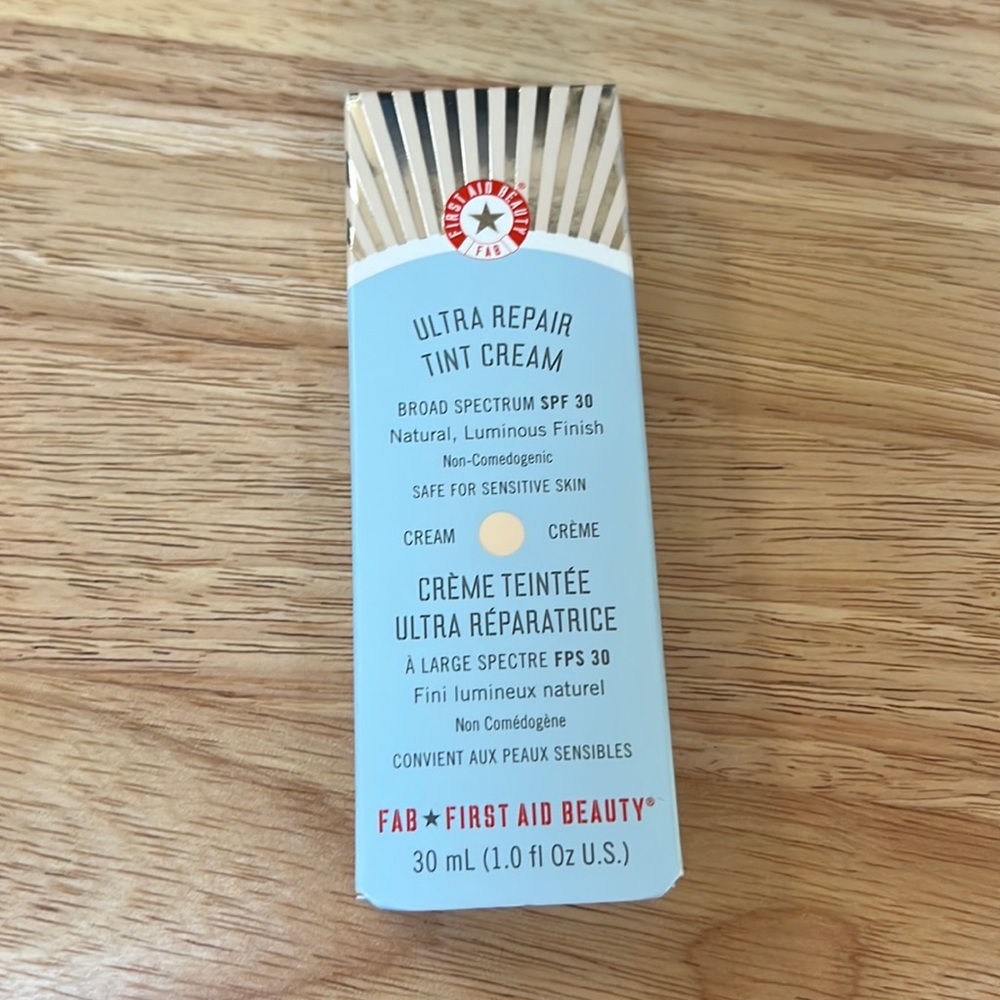 FIRST AID BEAUTY®
FAB
ULTRA REPAIR
TINT CREAM
BROAD SPECTRUM SPF 30
Natural, Luminous Finish
Non-Comedogenic
SAFE FOR SENSITIVE SKIN
CREAM CRÈME
CRÈME TEINTÉE
ULTRA RÉPARATRICE
À LARGE SPECTRE FPS 30
Fini lumineux naturel
Non Comédogène
CONVIENT AUX PEAUX SENSIBLES
FAB★FIRST AID BEAUTY®
30 mL (1.0 fl Oz U.S.)